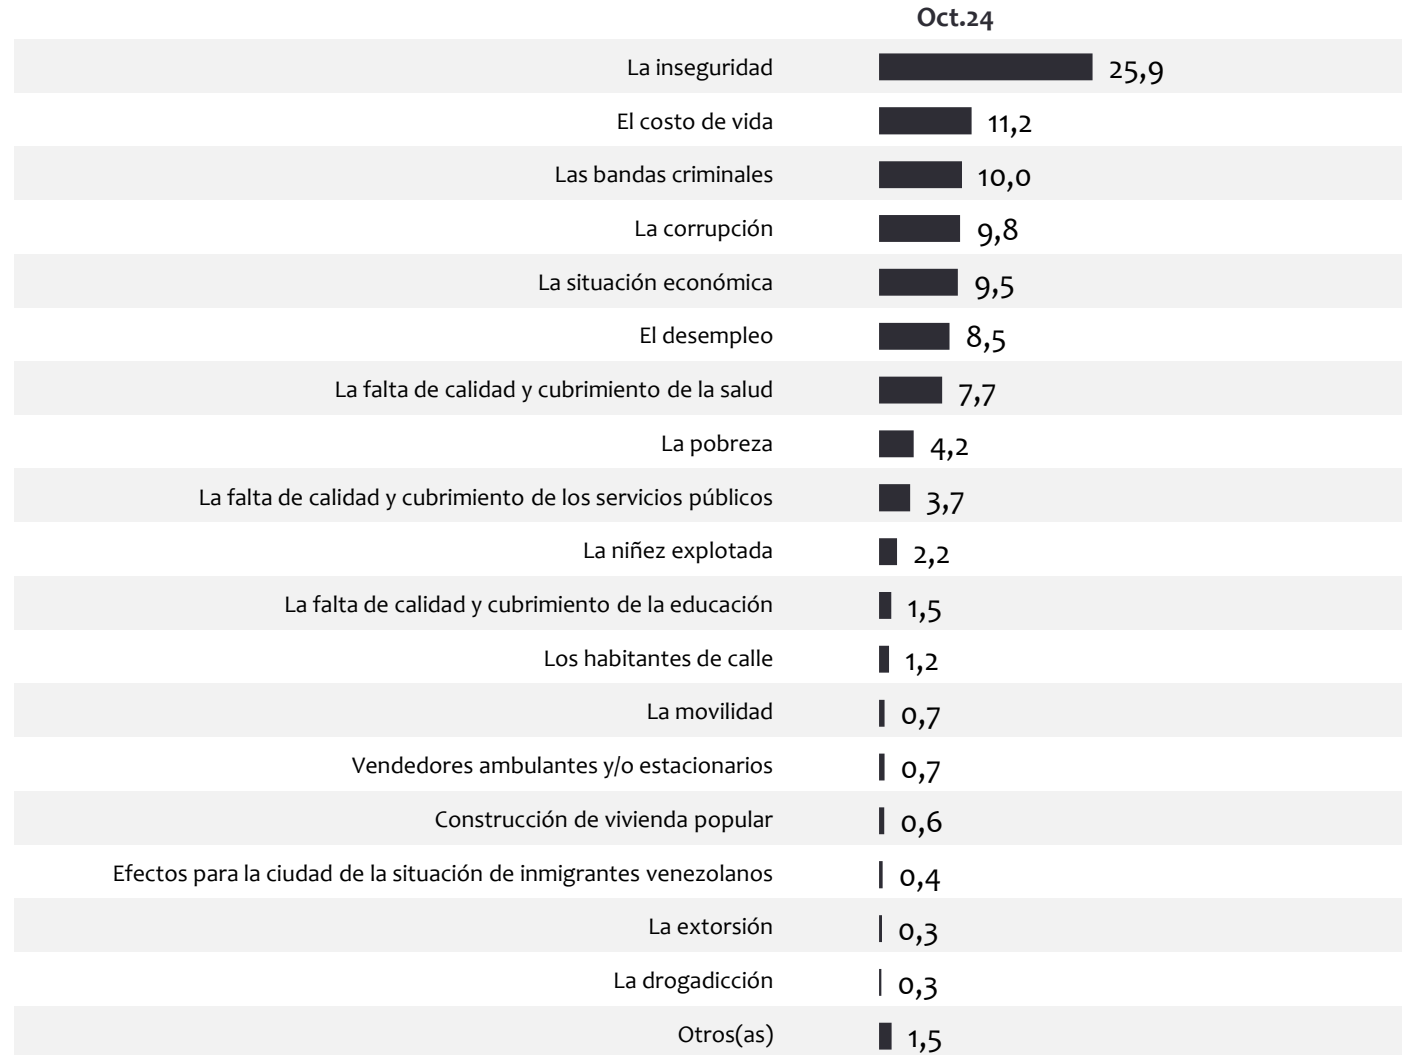 Oct.24
La inseguridad 25,9
El costo de vida 11,2
Las bandas criminales 10,0
La corrupción 9,8
La situación económica 9,5
El desempleo 8,5
La falta de calidad y cubrimiento de la salud 7,7
La pobreza 4,2
La falta de calidad y cubrimiento de los servicios públicos 3,7
La niñez explotada 2,2
La falta de calidad y cubrimiento de la educación 1,5
Los habitantes de calle 1,2
La movilidad 0,7
Vendedores ambulantes y/o estacionarios 0,7
Construcción de vivienda popular 0,6
Efectos para la ciudad de la situación de inmigrantes venezolanos 0,4
La extorsión 0,3
La drogadicción 0,3
Otros(as) 1,5